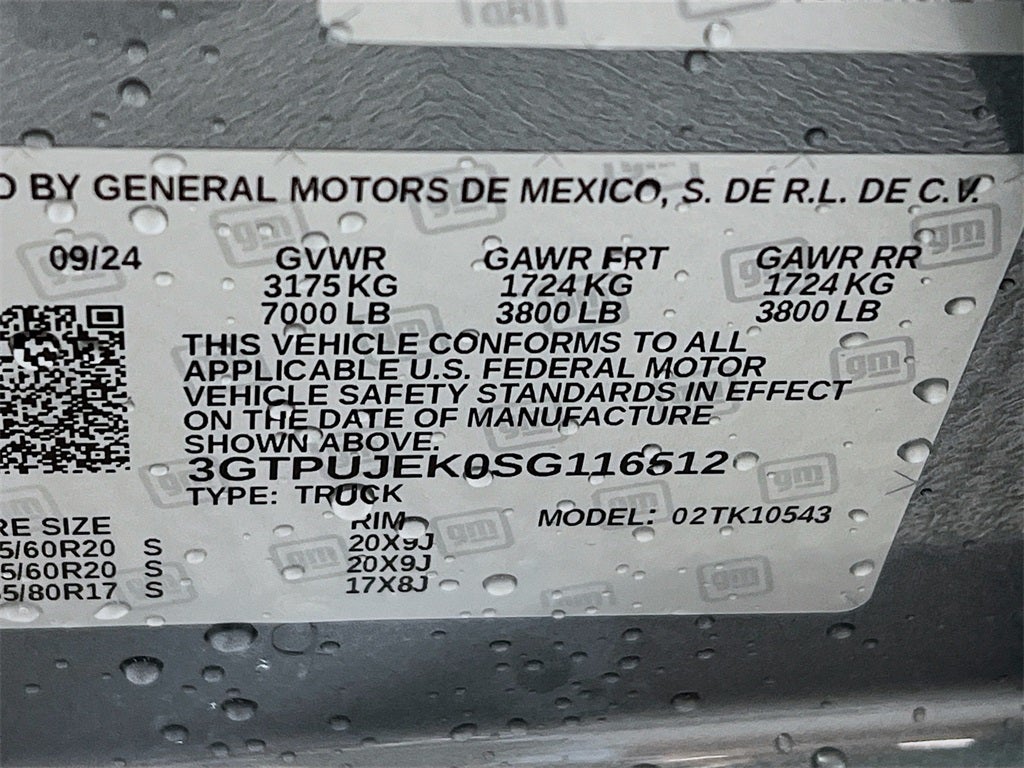 BY GENERAL MOTORS DE MEXICO, S. DE R.L. DE C.V.
09/24 GVWR GAWR FRT GAWR RR
3175 KG 1724 KG 1724 KG
7000 LB 3800 LB 3800 LB
THIS VEHICLE CONFORMS TO ALL
APPLICABLE U.S. FEDERAL MOTOR
VEHICLE SAFETY STANDARDS IN EFFECT
ON THE DATE OF MANUFACTURE
SHOWN ABOVE.
3GTPUJEK0SG116512
TYPE: TRUCK
RE SIZE RIM MODEL: 02TK10543
5/60R20 S 20X9J
5/60R20 S 20X9J
5/80R17 S 17X8J